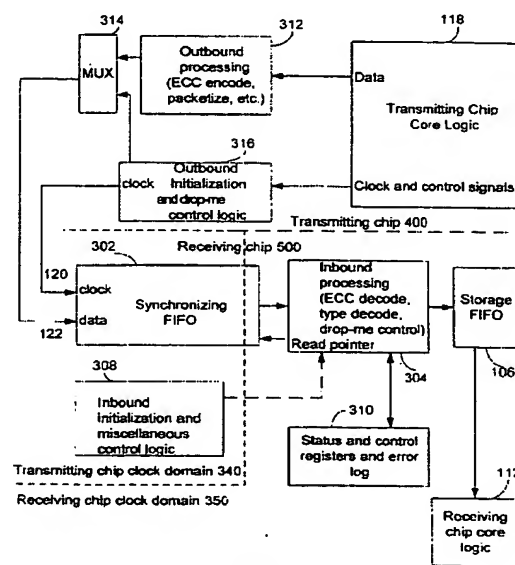 314
312
118
MUX
Outbound
processing
(ECC encode,
packetize, etc.)
Data
Transmitting Chip
Core Logic
316
Outbound
clock
Initialization
and drop-me
control logic
Clock and control signals
Transmitting chip 400
Receiving chip 500
302
120
clock
Synchronizing
FIFO
122
data
Inbound
processing
(ECC decode,
type decode,
drop-me control)
Read pointer
304
Storage
FIFO
106
308
Inbound
Initialization and
miscellaneous
control logic
310
Status and control
registers and error
log
Transmitting chip clock domain 340
Receiving chip clock domain 350
Receiving
chip core
logic